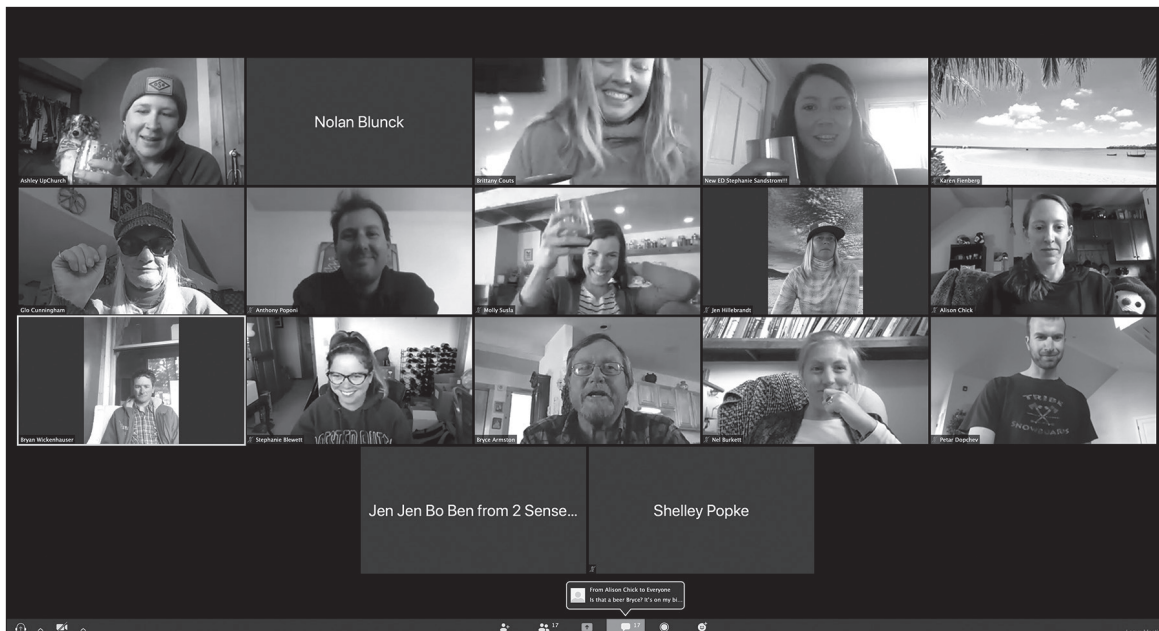 Ashley UpChurch
Nolan Blunck
Brittany Couts
New ED Stephanie Sandstrom!!!
Karen Fienberg
Glo Cunningham
Anthony Poponi
Molly Susla
Jen Hillebrandt
Alison Chick
Bryan Wickenhauser
Stephanie Blewett
Bryce Armston
Nel Burkett
Petar Dopchev
TRIBE
SNOWBOARDS
Jen Jen Bo Ben from 2 Sense...
Shelley Popke
From Alison Chick to Everyone
Is that a beer Bryce? It's on my bi...
17
17